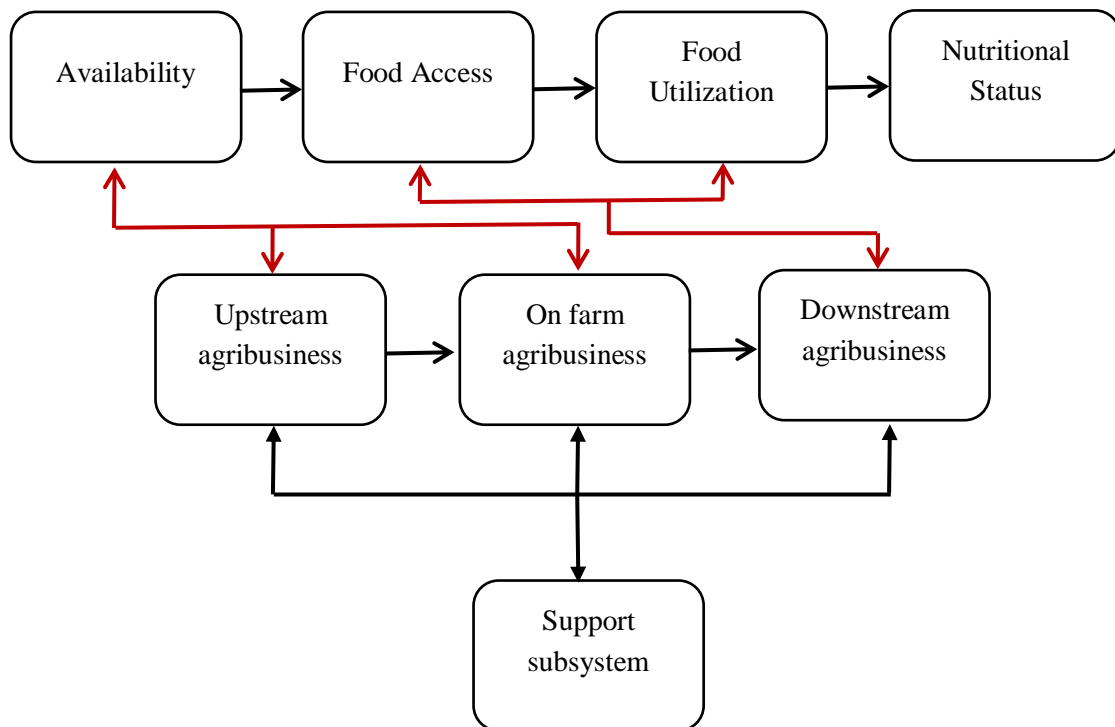 Availability
Food Access
Food
Utilization
Nutritional
Status
Upstream
agribusiness
On farm
agribusiness
Downstream
agribusiness
Support
subsystem